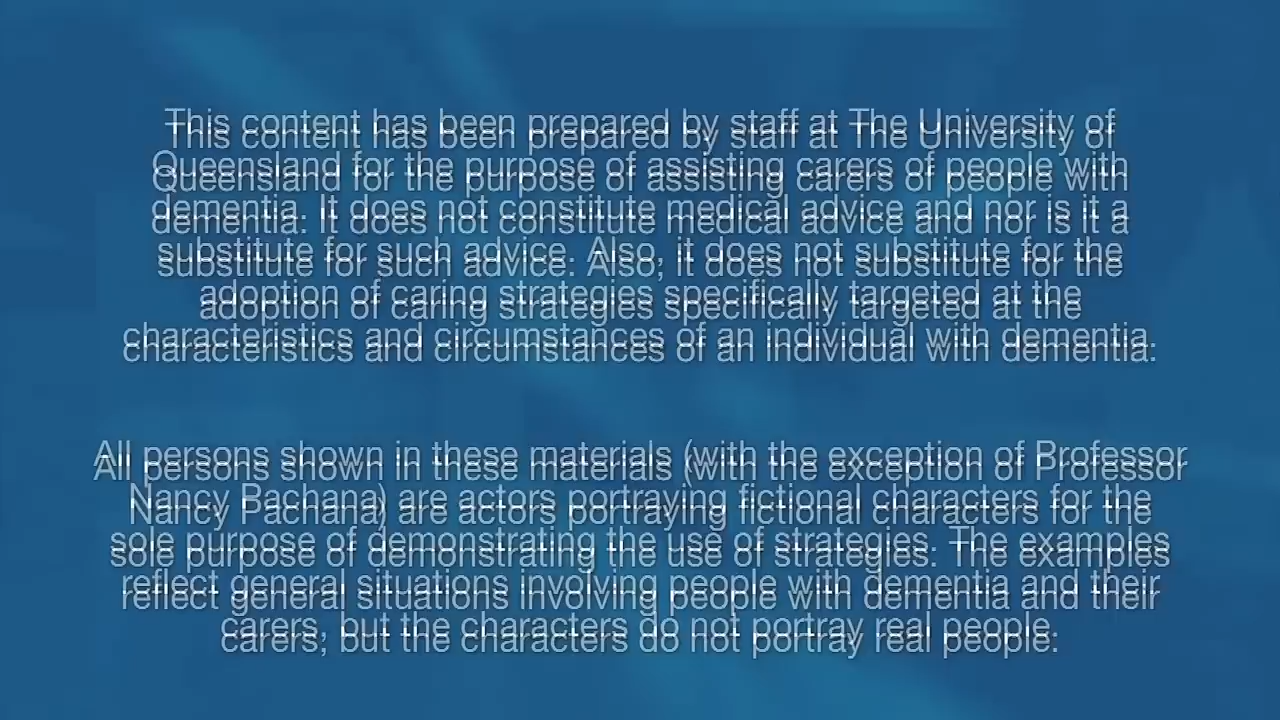 This content has been prepared by staff at The University of
Queensland for the purpose of assisting carers of people with
dementia. It does not constitute medical advice and nor is it a
substitute for such advice. Also, it does not substitute for the
adoption of caring strategies specifically targeted at the
characteristics and circumstances of an individual with dementia.
All persons shown in these materials (with the exception of Professor
Nancy Pachana) are actors portraying fictional characters for the
sole purpose of demonstrating the use of strategies. The examples
reflect general situations involving people with dementia and their
carers, but the characters do not portray real people.